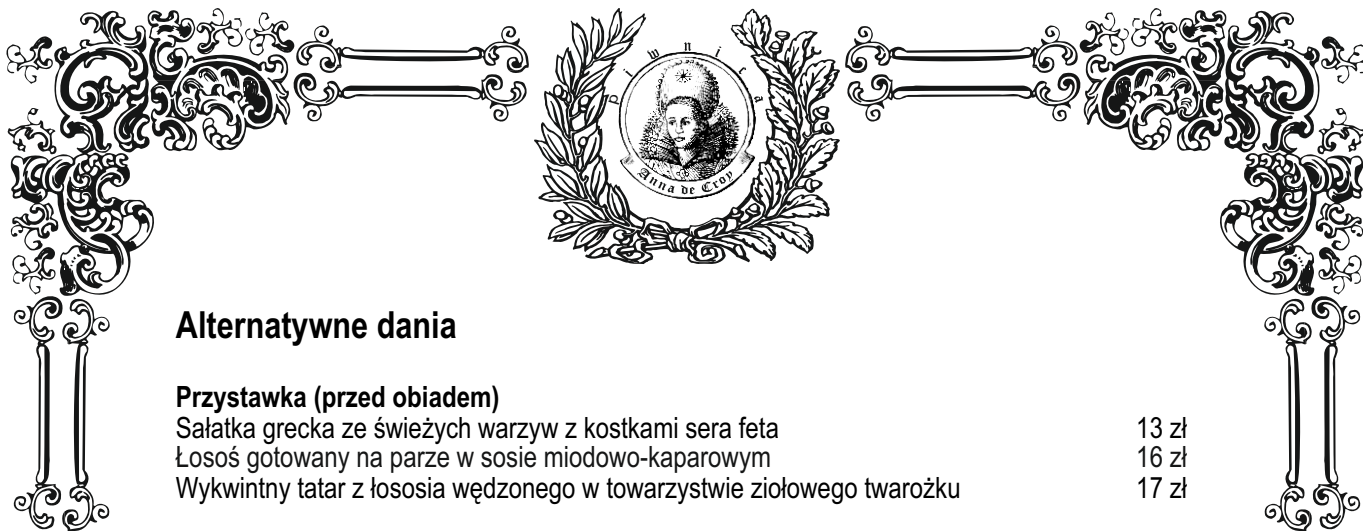 piwnica
Anna de Croy
Alternatywne dania
Przystawka (przed obiadem)
Sałatka grecka ze świeżych warzyw z kostkami sera feta 13 zł
Łosoś gotowany na parze w sosie miodowo-kaparowym 16 zł
Wykwintny tatar z łososia wędzonego w towarzystwie ziołowego twarożku 17 zł